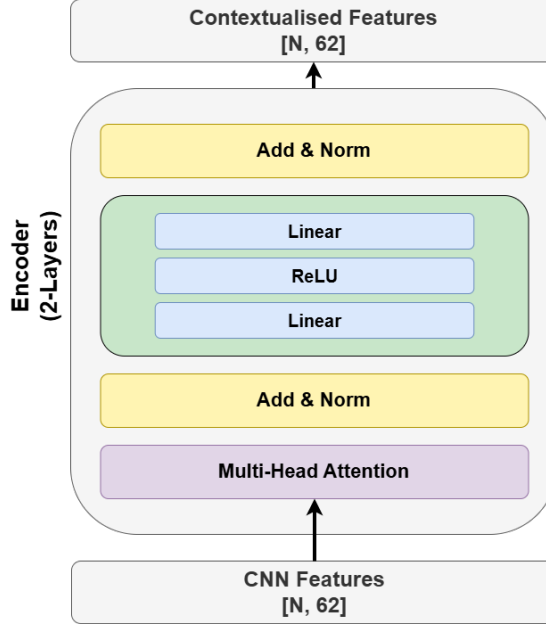 Contextualised Features
[N, 62]
Add & Norm
Linear
ReLU
Linear
Add & Norm
Multi-Head Attention
Encoder
(2-Layers)
CNN Features
[N, 62]